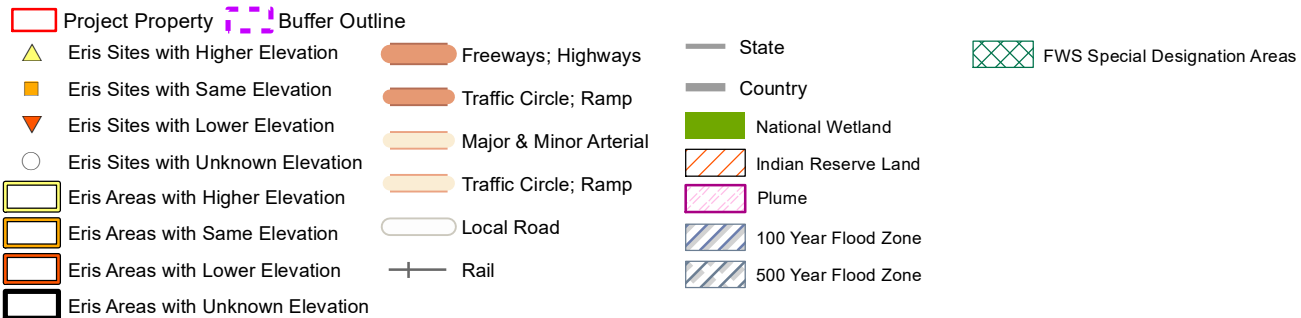 Project Property Buffer Outline
Eris Sites with Higher Elevation
Eris Sites with Same Elevation
Eris Sites with Lower Elevation
Eris Sites with Unknown Elevation
Eris Areas with Higher Elevation
Eris Areas with Same Elevation
Eris Areas with Lower Elevation
Eris Areas with Unknown Elevation
Freeways; Highways
Traffic Circle; Ramp
Major & Minor Arterial
Traffic Circle; Ramp
Local Road
Rail
State
Country
National Wetland
Indian Reserve Land
Plume
100 Year Flood Zone
500 Year Flood Zone
FWS Special Designation Areas